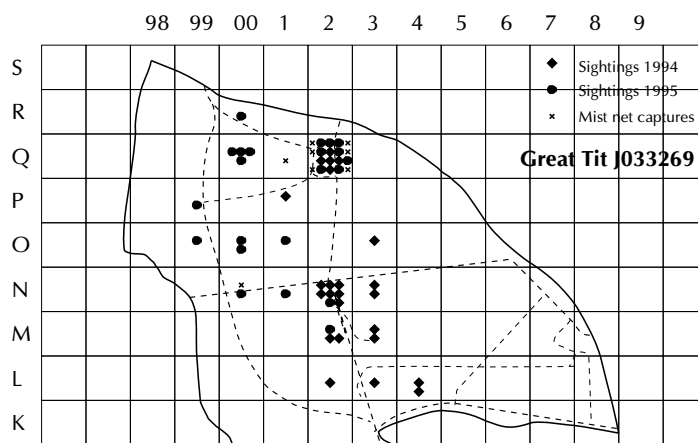 98 99 00 1 2 3 4 5 6 7 8 9
S
Sightings 1994
R
Sightings 1995
Mist net captures
Q
Great Tit J033269
P
O
N
M
L
K